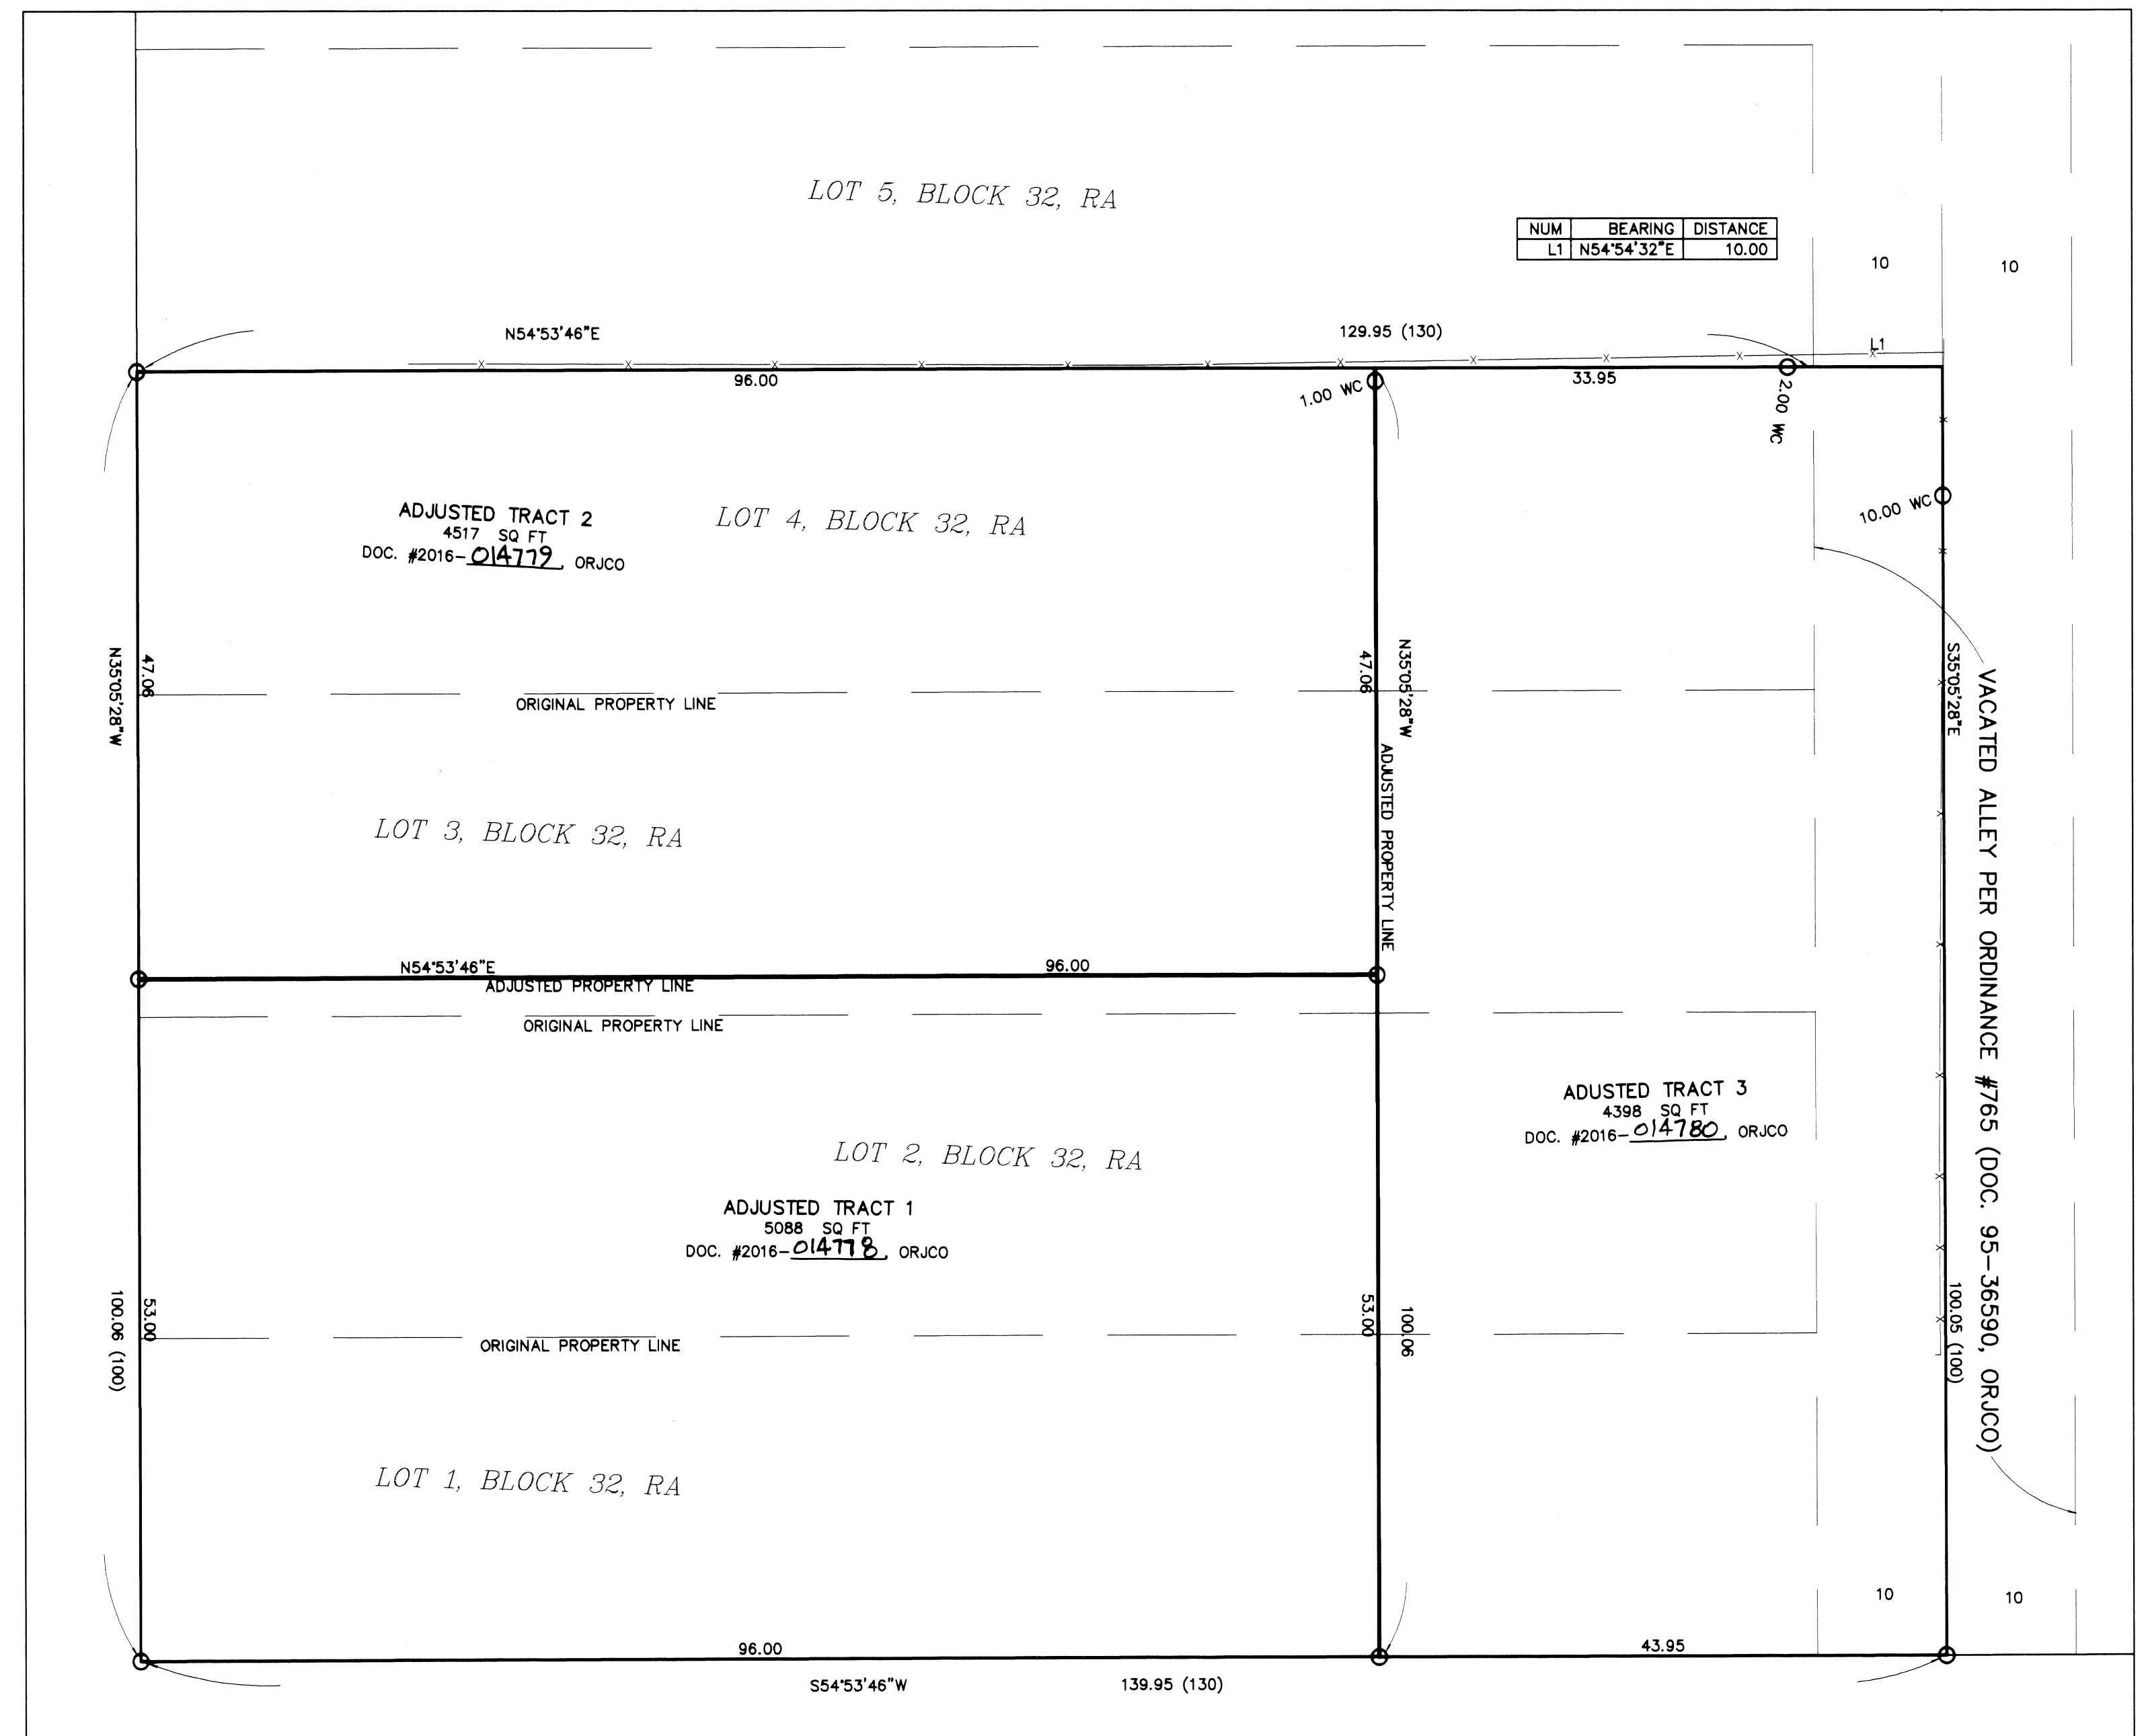 LOT 5, BLOCK 32, RA
NUM BEARING DISTANCE
L1 N54°54'32"E 10.00
10
10
N54°53'46"E
129.95 (130)
L1
96.00
1.00 WC
33.95
2.00 WC
10.00 WC
ADJUSTED TRACT 2
4517 SQ FT
DOC. #2016-014779, ORJCO
LOT 4, BLOCK 32, RA
N35°05'28"W
47.06
ORIGINAL PROPERTY LINE
47.06
N35°05'28"W
ADJUSTED PROPERTY LINE
S35°05'28"E
VACATED ALLEY PER ORDINANCE #765 (DOC. 95-36590, ORJCO)
LOT 3, BLOCK 32, RA
N54°53'46"E
96.00
ADJUSTED PROPERTY LINE
ORIGINAL PROPERTY LINE
ADUSTED TRACT 3
4398 SQ FT
DOC. #2016-014780, ORJCO
LOT 2, BLOCK 32, RA
ADJUSTED TRACT 1
5088 SQ FT
DOC. #2016-014778, ORJCO
100.06 (100)
53.00
ORIGINAL PROPERTY LINE
53.00
100.06
100.05 (100)
LOT 1, BLOCK 32, RA
10
10
96.00
43.95
S54°53'46"W
139.95 (130)